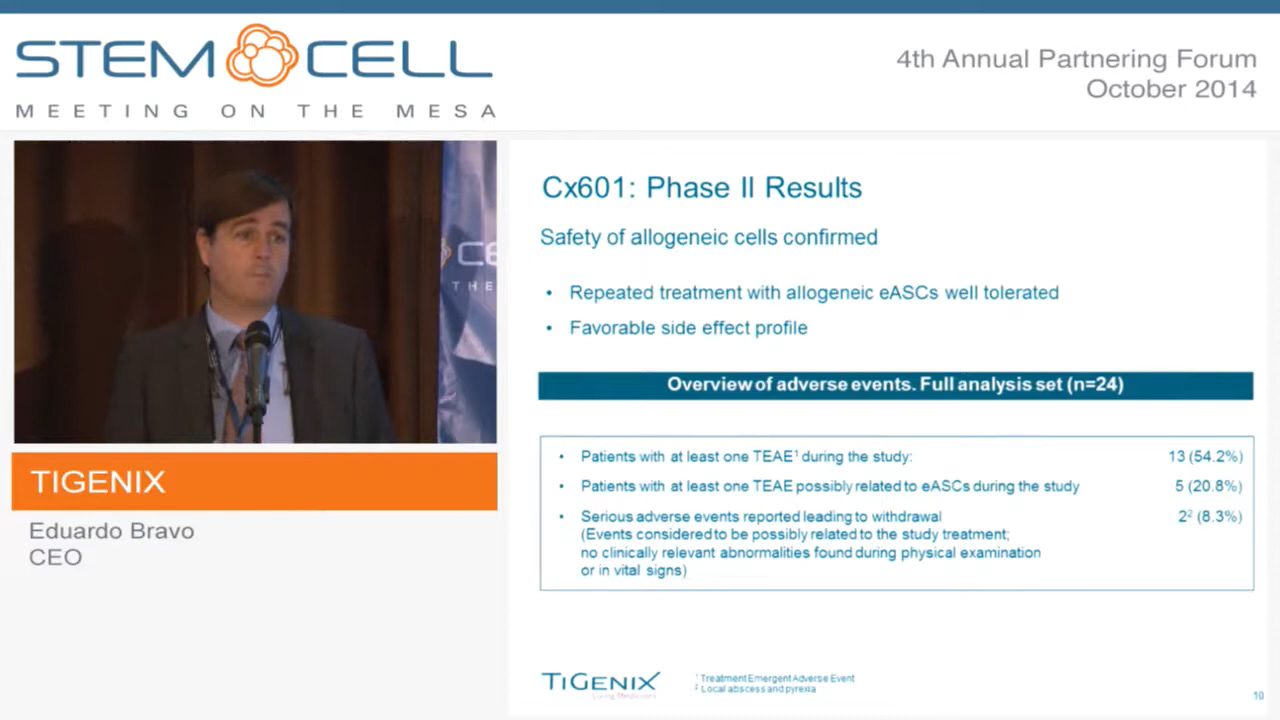 STEM CELL
MEETING ON THE MESA
4th Annual Partnering Forum
October 2014
CE
THE
TIGENIX
Eduardo Bravo
CEO
Cx601: Phase II Results
Safety of allogeneic cells confirmed
• Repeated treatment with allogeneic eASCs well tolerated
• Favorable side effect profile
Overview of adverse events. Full analysis set (n=24)
• Patients with at least one TEAE¹ during the study: 13 (54.2%)
• Patients with at least one TEAE possibly related to eASCs during the study 5 (20.8%)
• Serious adverse events reported leading to withdrawal 2² (8.3%)
(Events considered to be possibly related to the study treatment;
no clinically relevant abnormalities found during physical examination
or in vital signs)
TiGENIX
Living Medicines
¹ Treatment Emergent Adverse Event
² Local abscess and pyrexia
10